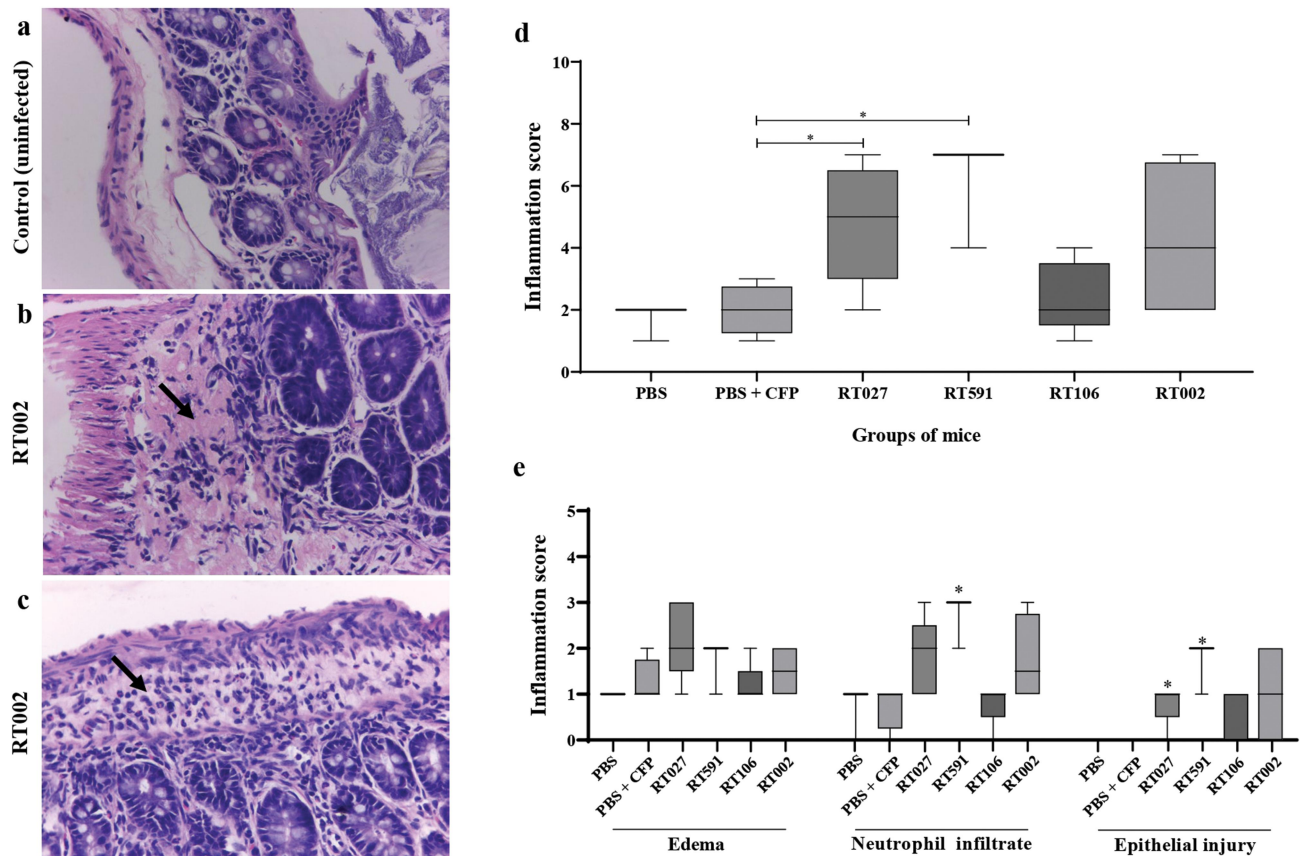 a
Control (uninfected)
b
RT002
c
RT002
d
Inflammation score
10
8
6
4
2
0
*
*
PBS
PBS + CFP
RT027
RT591
RT106
RT002
Groups of mice
e
Inflammation score
5
4
3
2
1
0
*
*
*
PBS
PBS + CFP
RT027
RT591
RT106
RT002
PBS
PBS + CFP
RT027
RT591
RT106
RT002
PBS
PBS + CFP
RT027
RT591
RT106
RT002
Edema
Neutrophil infiltrate
Epithelial injury